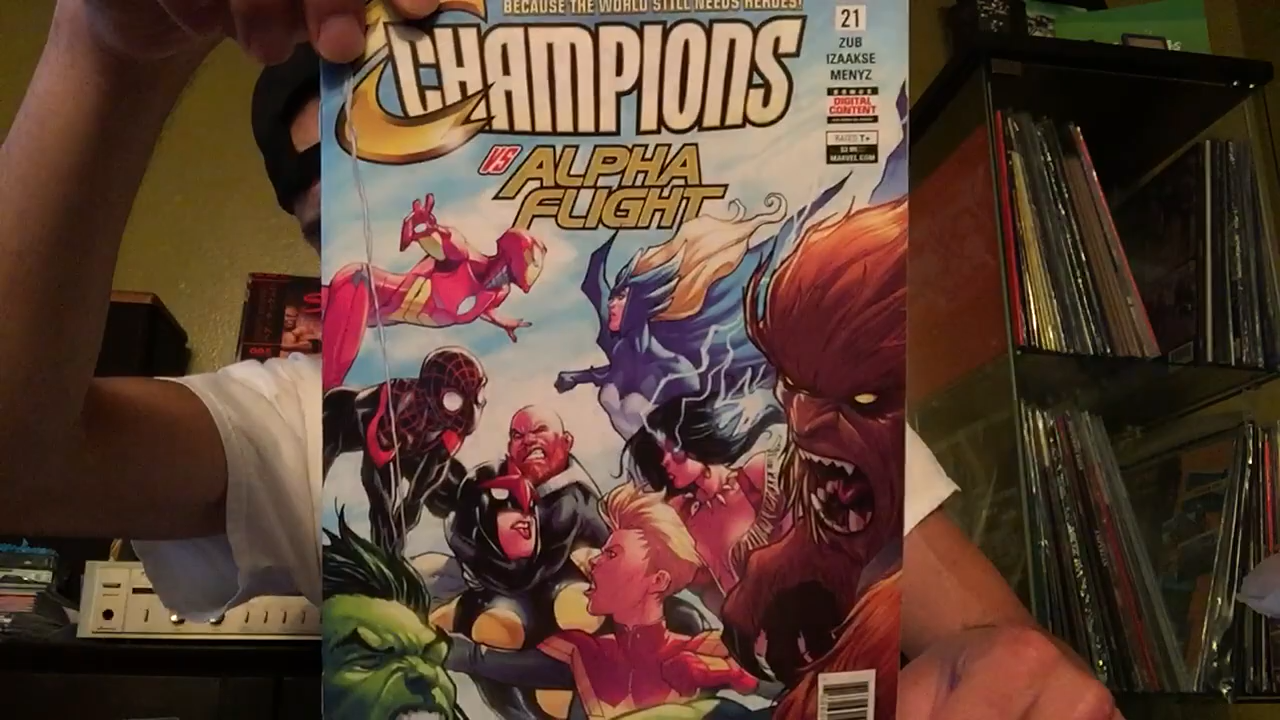 BECAUSE THE WORLD STILL NEEDS HEROES!
CHAMPIONS
21
ZUB
IZAAKSE
MENYZ
DIGITAL
CONTENT
RATED T+
MARVEL.COM
VS ALPHA
FLIGHT